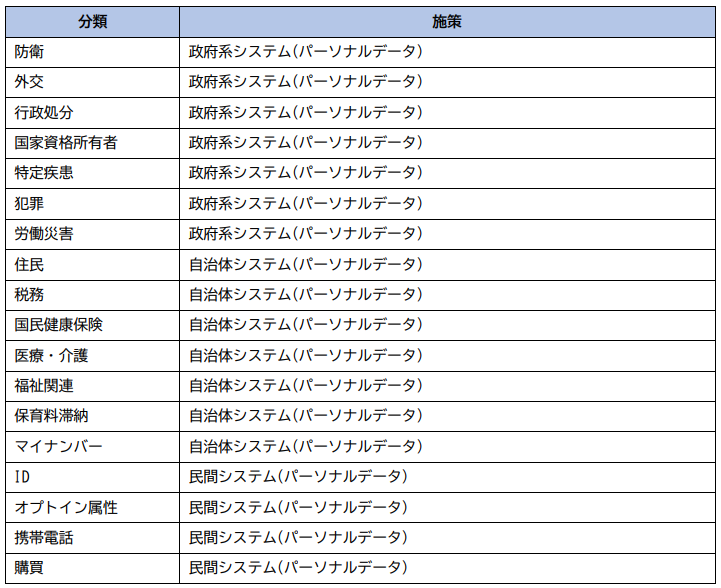 分類 施策
防衛 政府系システム(パーソナルデータ)
外交 政府系システム(パーソナルデータ)
行政処分 政府系システム(パーソナルデータ)
国家資格所有者 政府系システム(パーソナルデータ)
特定疾患 政府系システム(パーソナルデータ)
犯罪 政府系システム(パーソナルデータ)
労働災害 政府系システム(パーソナルデータ)
住民 自治体システム(パーソナルデータ)
税務 自治体システム(パーソナルデータ)
国民健康保険 自治体システム(パーソナルデータ)
医療・介護 自治体システム(パーソナルデータ)
福祉関連 自治体システム(パーソナルデータ)
保育料滞納 自治体システム(パーソナルデータ)
マイナンバー 自治体システム(パーソナルデータ)
ID 民間システム(パーソナルデータ)
オプトイン属性 民間システム(パーソナルデータ)
携帯電話 民間システム(パーソナルデータ)
購買 民間システム(パーソナルデータ)